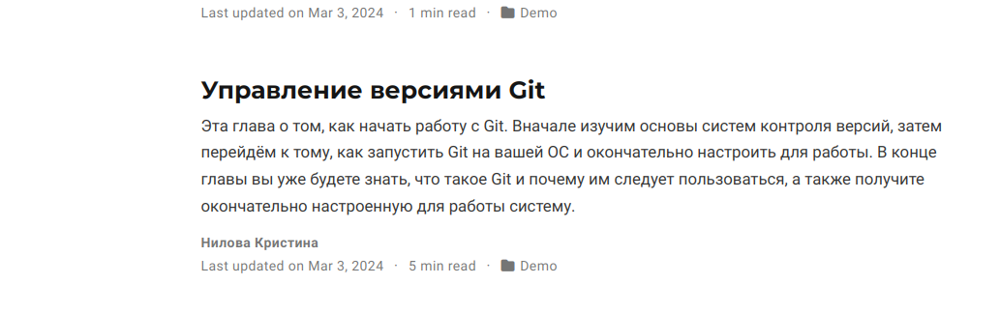 Last updated on Mar 3, 2024 · 1 min read · Demo
Управление версиями Git
Эта глава о том, как начать работу с Git. Вначале изучим основы систем контроля версий, затем
перейдём к тому, как запустить Git на вашей ОС и окончательно настроить для работы. В конце
главы вы уже будете знать, что такое Git и почему им следует пользоваться, а также получите
окончательно настроенную для работы систему.
Нилова Кристина
Last updated on Mar 3, 2024 · 5 min read · Demo